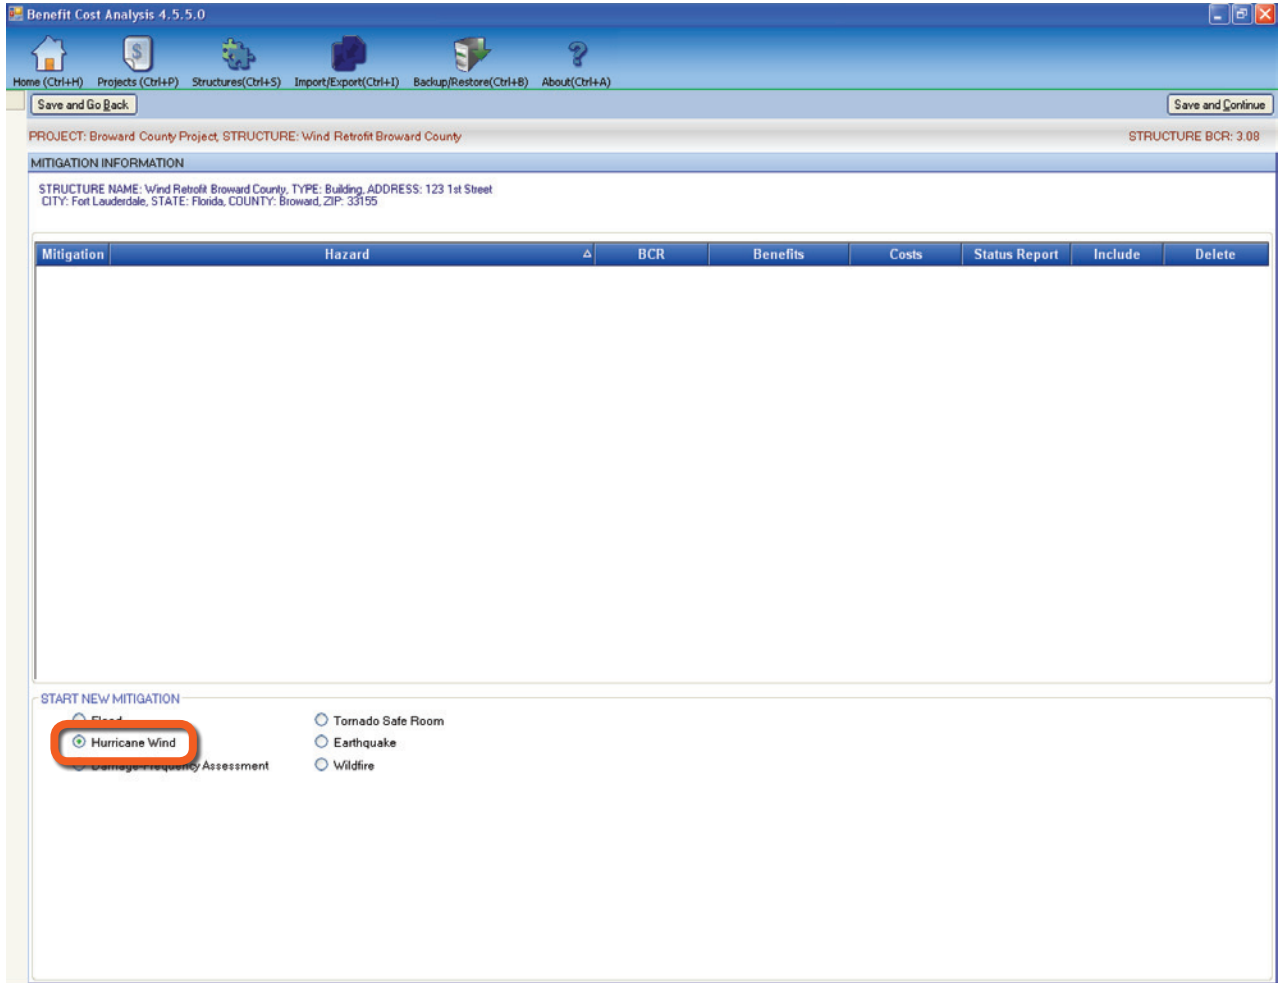 Benefit Cost Analysis 4.5.5.0
Home (Ctrl+H) Projects (Ctrl+P) Structures(Ctrl+S) Import/Export(Ctrl+I) Backup/Restore(Ctrl+B) About(Ctrl+A)
Save and Go Back Save and Continue
PROJECT: Broward County Project, STRUCTURE: Wind Retrofit Broward County STRUCTURE BCR: 3.08
MITIGATION INFORMATION
STRUCTURE NAME: Wind Retrofit Broward County, TYPE: Building, ADDRESS: 123 1st Street
CITY: Fort Lauderdale, STATE: Florida, COUNTY: Broward, ZIP: 33155
Mitigation Hazard BCR Benefits Costs Status Report Include Delete
START NEW MITIGATION
Flood Tornado Safe Room
Hurricane Wind Earthquake
Damage-Frequency Assessment Wildfire